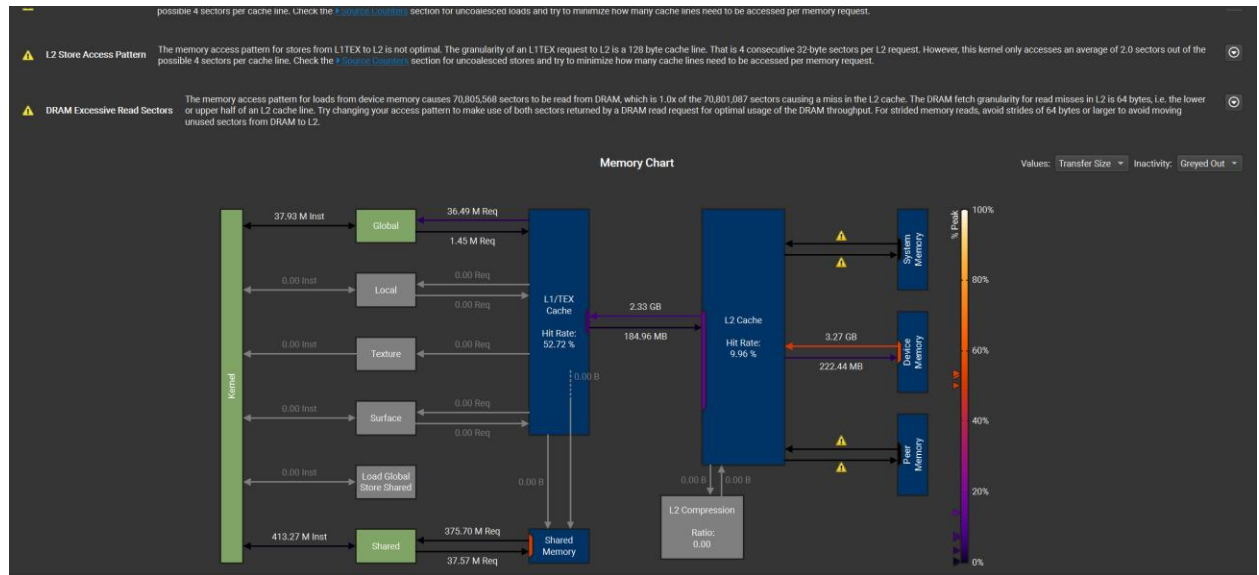 possible 4 sectors per cache line. Check the Source Counters section for uncoalesced loads and try to minimize how many cache lines need to be accessed per memory request.
L2 Store Access Pattern
The memory access pattern for stores from L1TEX to L2 is not optimal. The granularity of an L1TEX request to L2 is a 128 byte cache line. That is 4 consecutive 32-byte sectors per L2 request. However, this kernel only accesses an average of 2.0 sectors out of the
possible 4 sectors per cache line. Check the Source Counters section for uncoalesced stores and try to minimize how many cache lines need to be accessed per memory request.
DRAM Excessive Read Sectors
The memory access pattern for loads from device memory causes 70,805,568 sectors to be read from DRAM, which is 1.0x of the 70,801,087 sectors causing a miss in the L2 cache. The DRAM fetch granularity for read misses in L2 is 64 bytes, i.e. the lower
or upper half of an L2 cache line. Try changing your access pattern to make use of both sectors returned by a DRAM read request for optimal usage of the DRAM throughput. For strided memory reads, avoid strides of 64 bytes or larger to avoid moving
unused sectors from DRAM to L2.
Memory Chart
Values: Transfer Size
Inactivity: Greyed Out
Kernel
37.93 M Inst
Global
36.49 M Req
1.45 M Req
0.00 Inst
Local
0.00 Req
0.00 Req
0.00 Inst
Texture
0.00 Req
0.00 Inst
Surface
0.00 Req
0.00 Req
0.00 Inst
Load Global
Store Shared
413.27 M Inst
Shared
375.70 M Req
37.57 M Req
L1/TEX
Cache
Hit Rate:
52.72 %
0.00 B
0.00 B
Shared
Memory
2.33 GB
184.96 MB
L2 Cache
Hit Rate:
9.96 %
0.00 B
0.00 B
L2 Compression
Ratio:
0.00
System
Memory
3.27 GB
222.44 MB
Device
Memory
Peer
Memory
% Peak
100%
80%
60%
40%
20%
0%